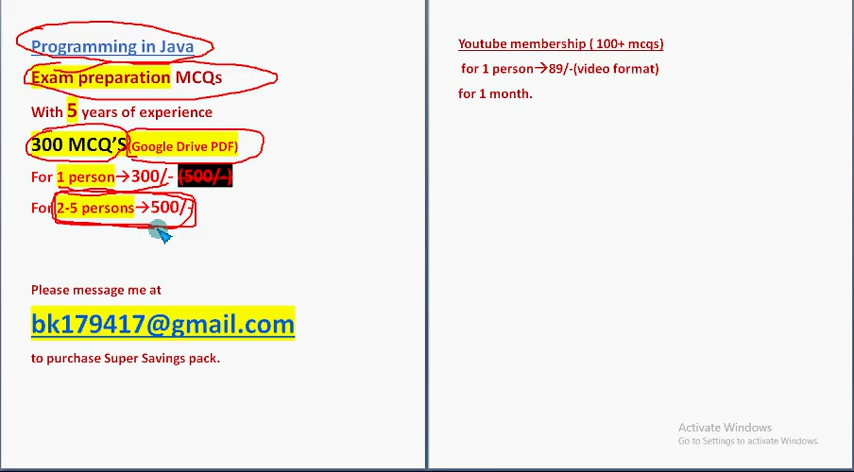 Programming in Java
Exam preparation MCQs
With 5 years of experience
300 MCQ'S(Google Drive PDF)
For 1 person→300/- (500/-)
For 2-5 persons→500/-
Please message me at
bk179417@gmail.com
to purchase Super Savings pack.
Youtube membership ( 100+ mcqs)
for 1 person→89/-(video format)
for 1 month.
Activate Windows
Go to Settings to activate Windows.